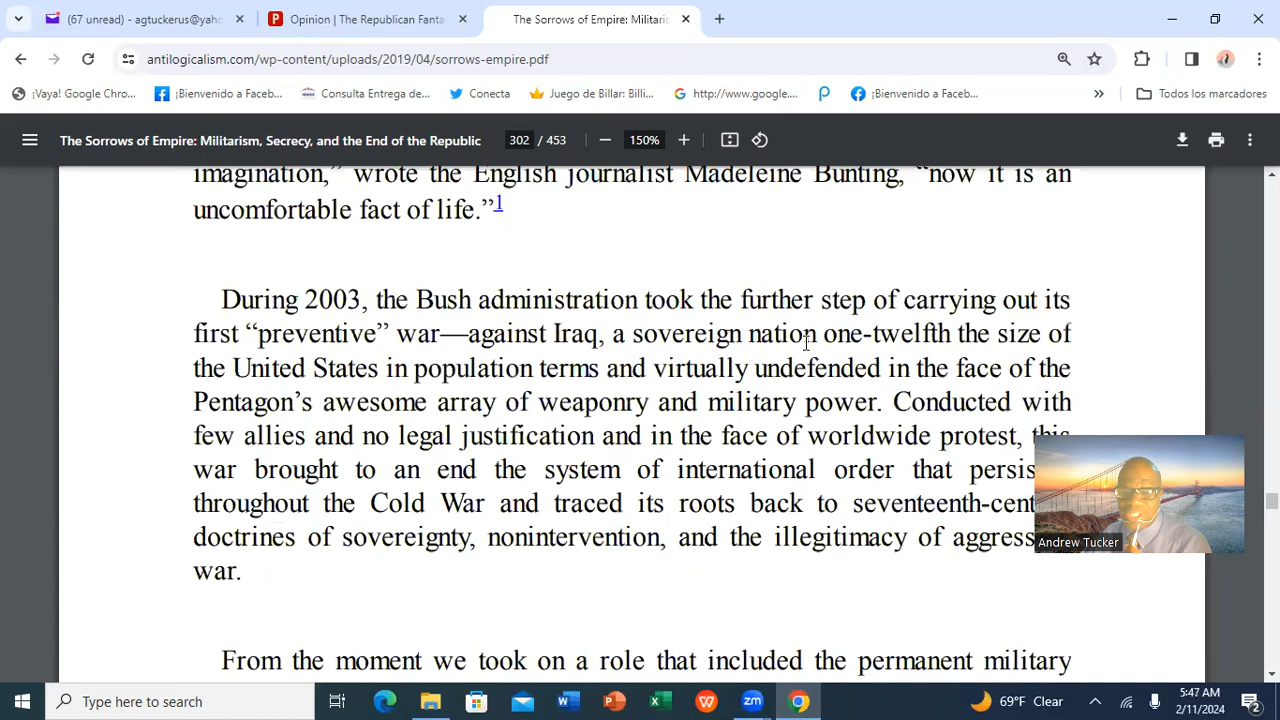 (67 unread) - agtuckerus@yaho
Opinion | The Republican Fanta
The Sorrows of Empire: Militaris
antilogicalism.com/wp-content/uploads/2019/04/sorrows-empire.pdf
¡Vaya! Google Chro...
¡Bienvenido a Faceb...
Consulta Entrega de...
Conecta
Juego de Billar: Billi...
http://www.google....
¡Bienvenido a Faceb...
»
Todos los marcadores
The Sorrows of Empire: Militarism, Secrecy, and the End of the Republic
302 / 453
150%
imagination,” wrote the English journalist Madeleine Bunting, “now it is an
uncomfortable fact of life.”1
During 2003, the Bush administration took the further step of carrying out its
first “preventive” war—against Iraq, a sovereign nation one-twelfth the size of
the United States in population terms and virtually undefended in the face of the
Pentagon’s awesome array of weaponry and military power. Conducted with
few allies and no legal justification and in the face of worldwide protest, this
war brought to an end the system of international order that persis
throughout the Cold War and traced its roots back to seventeenth-cent
doctrines of sovereignty, nonintervention, and the illegitimacy of aggress
war.
From the moment we took on a role that included the permanent military
Andrew Tucker
Type here to search
69°F Clear
5:47 AM
2/11/2024
2